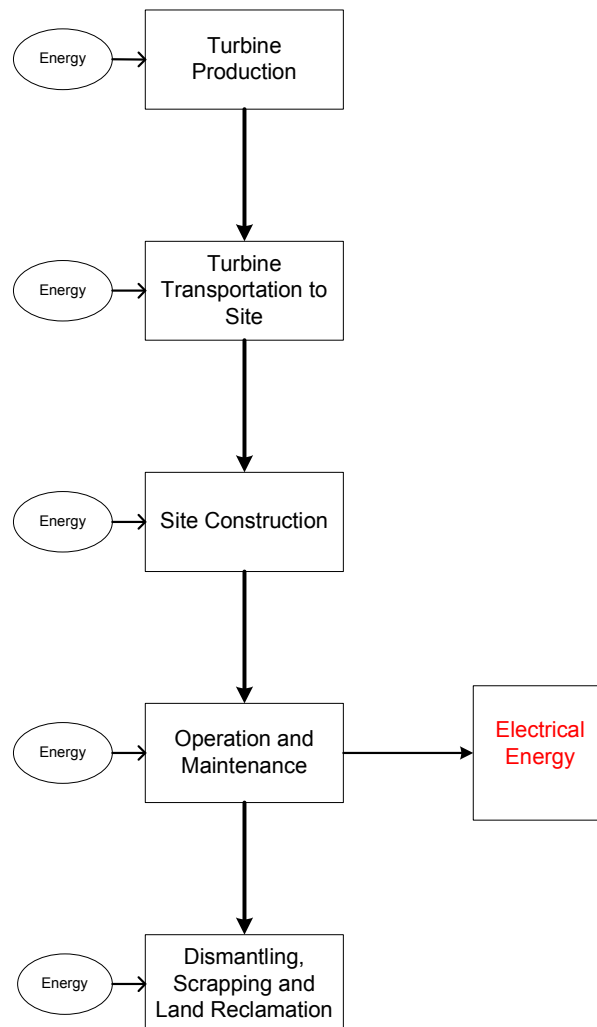 Energy
Turbine
Production
Energy
Turbine
Transportation to
Site
Energy
Site Construction
Energy
Operation and
Maintenance
Electrical
Energy
Energy
Dismantling,
Scrapping and
Land Reclamation